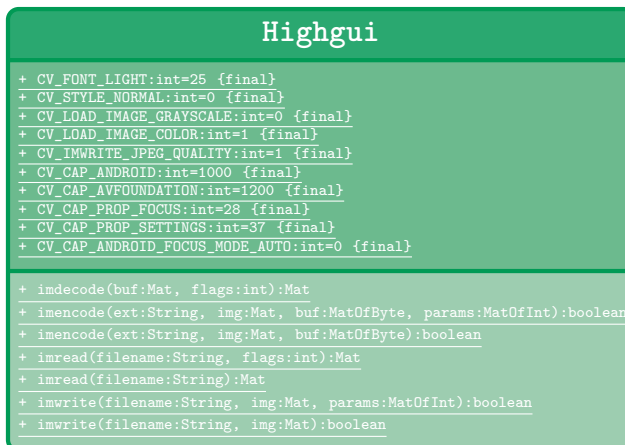 Highgui
+ CV_FONT_LIGHT:int=25 {final}
+ CV_STYLE_NORMAL:int=0 {final}
+ CV_LOAD_IMAGE_GRAYSCALE:int=0 {final}
+ CV_LOAD_IMAGE_COLOR:int=1 {final}
+ CV_IMWRITE_JPEG_QUALITY:int=1 {final}
+ CV_CAP_ANDROID:int=1000 {final}
+ CV_CAP_AVFOUNDATION:int=1200 {final}
+ CV_CAP_PROP_FOCUS:int=28 {final}
+ CV_CAP_PROP_SETTINGS:int=37 {final}
+ CV_CAP_ANDROID_FOCUS_MODE_AUTO:int=0 {final}
+ imdecode(buf:Mat, flags:int):Mat
+ imencode(ext:String, img:Mat, buf:MatOfByte, params:MatOfInt):boolean
+ imencode(ext:String, img:Mat, buf:MatOfByte):boolean
+ imread(filename:String, flags:int):Mat
+ imread(filename:String):Mat
+ imwrite(filename:String, img:Mat, params:MatOfInt):boolean
+ imwrite(filename:String, img:Mat):boolean